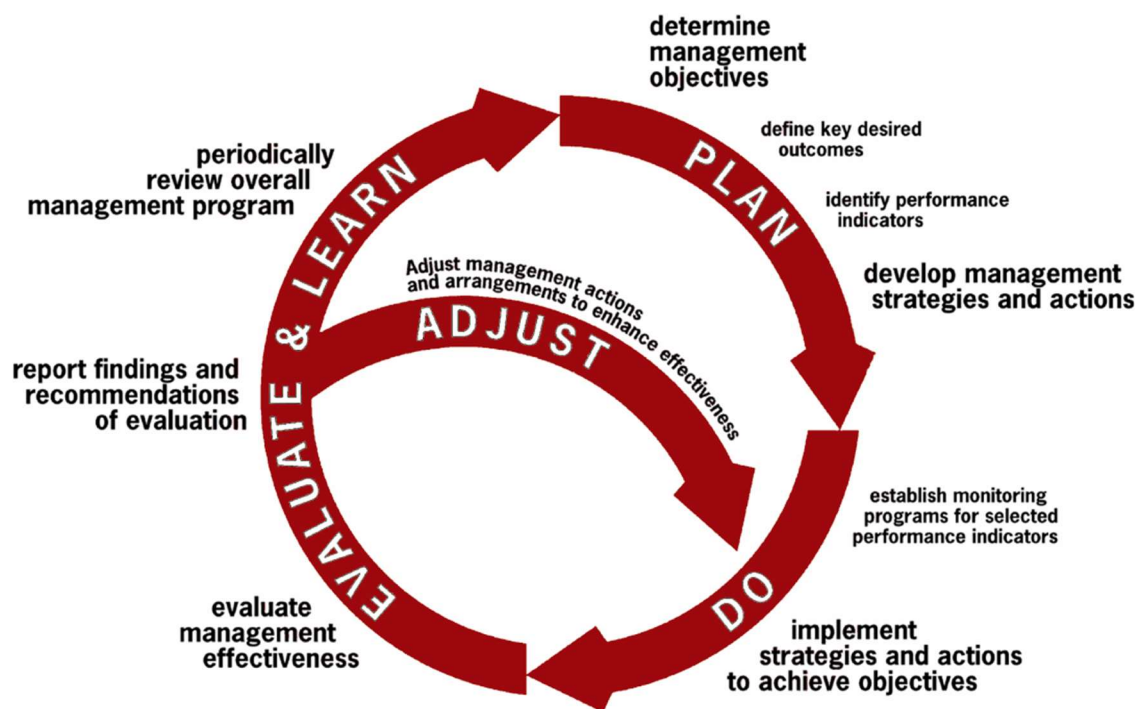 determine
management
objectives
define key desired
outcomes
identify performance
indicators
develop management
strategies and actions
PLAN
establish monitoring
programs for selected
performance indicators
DO
implement
strategies and actions
to achieve objectives
evaluate
management
effectiveness
EVALUATE & LEARN
report findings and
recommendations
of evaluation
periodically
review overall
management program
Adjust management actions
and arrangements to enhance effectiveness
ADJUST